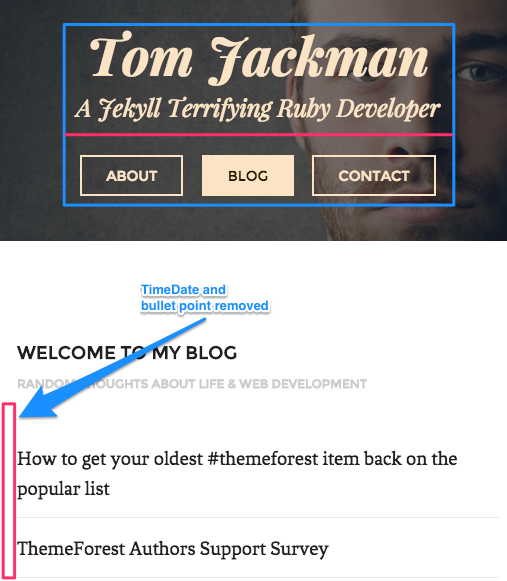 Tom Jackman
A Jekyll Terrifying Ruby Developer
ABOUT BLOG CONTACT
TimeDate and
bullet point removed
WELCOME TO MY BLOG
RANDOM THOUGHTS ABOUT LIFE & WEB DEVELOPMENT
How to get your oldest #themeforest item back on the
popular list
ThemeForest Authors Support Survey